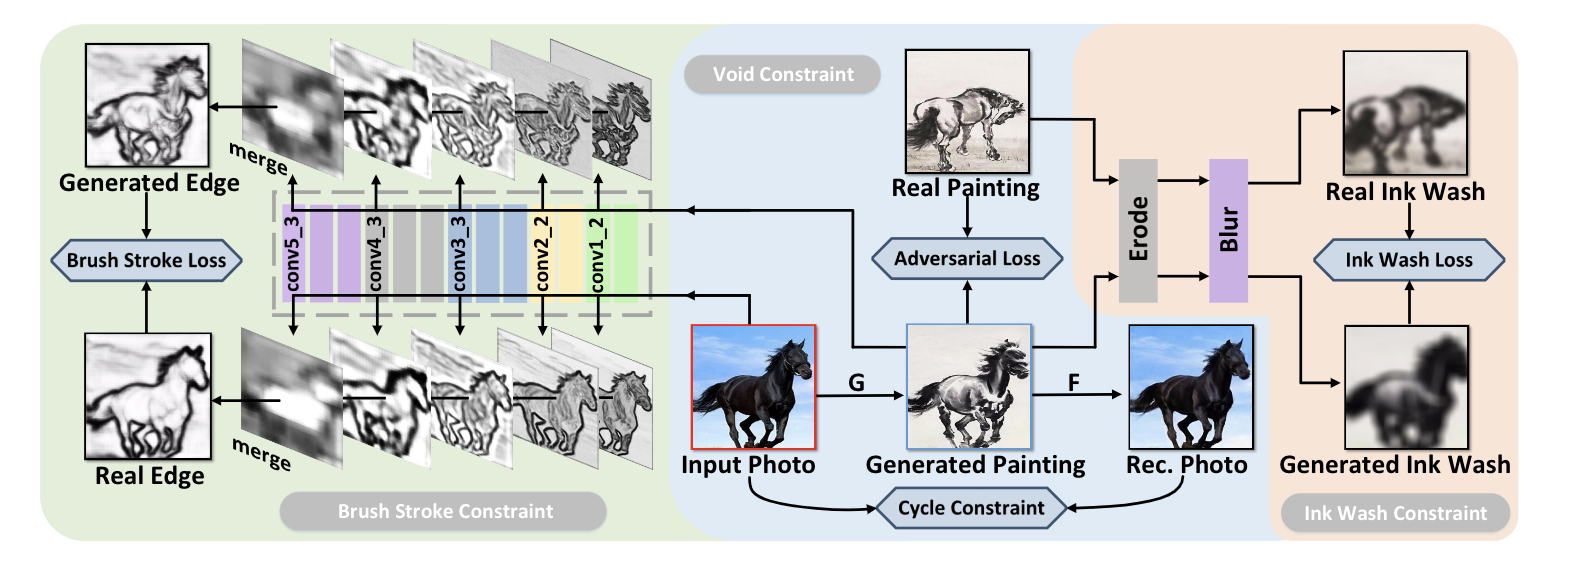 Void Constraint
merge
Generated Edge
Real Painting
Real Ink Wash
conv5_3
conv4_3
conv3_3
conv2_2
conv1_2
Erode
Blur
Brush Stroke Loss
Adversarial Loss
Ink Wash Loss
G
F
merge
Real Edge
Input Photo
Generated Painting
Rec. Photo
Generated Ink Wash
Brush Stroke Constraint
Cycle Constraint
Ink Wash Constraint